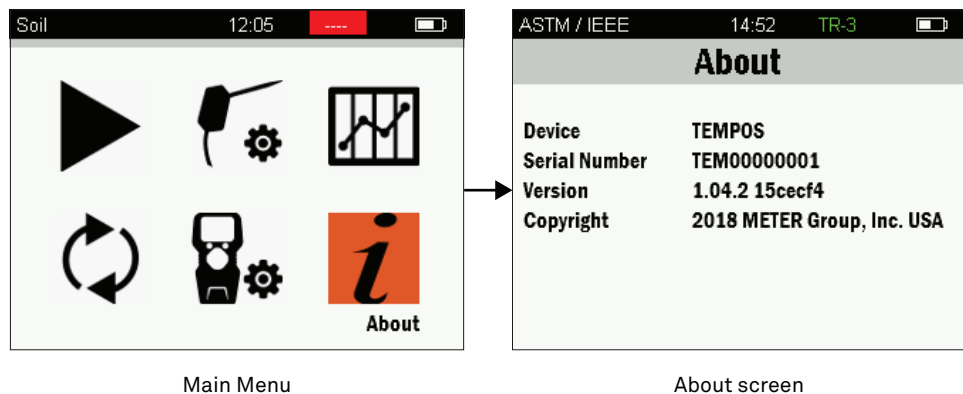 Soil 12:05 ----
About
Main Menu
ASTM / IEEE 14:52 TR-3
About
Device TEMPOS
Serial Number TEM00000001
Version 1.04.2 15cecf4
Copyright 2018 METER Group, Inc. USA
About screen